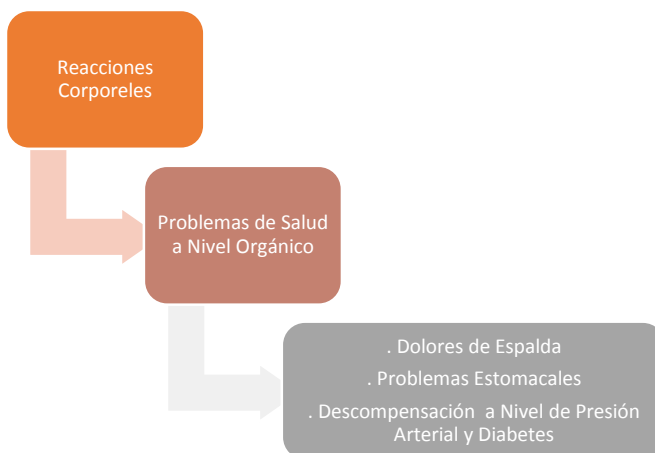 Reacciones
Corporeles
Problemas de Salud
a Nivel Orgánico
. Dolores de Espalda
. Problemas Estomacales
. Descompensación a Nivel de Presión
Arterial y Diabetes